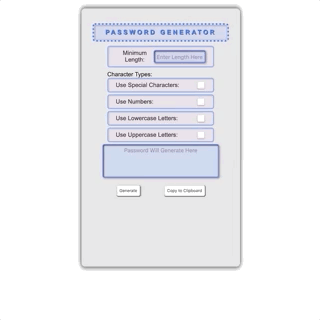 PASSWORD GENERATOR
Minimum
Length:
Enter Length Here
Character Types:
Use Special Characters:
Use Numbers:
Use Lowercase Letters:
Use Uppercase Letters:
Password Will Generate Here
Generate
Copy to Clipboard